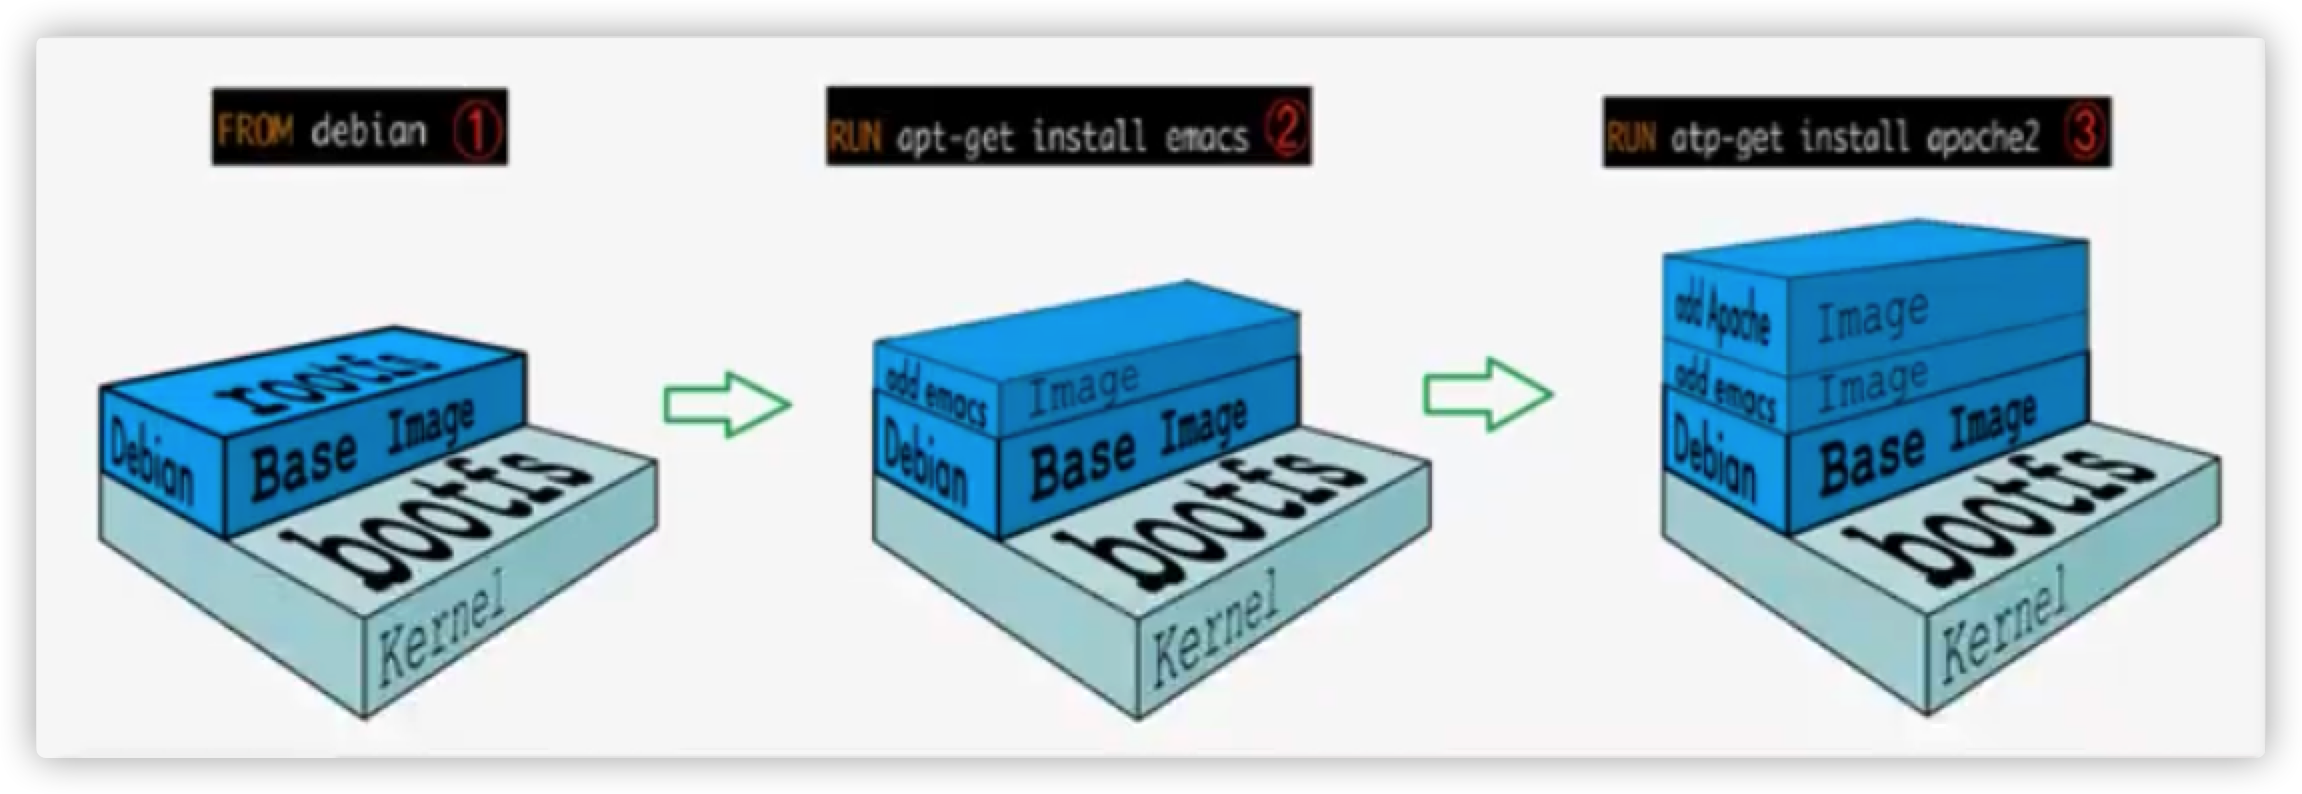 FROM debian ①
RUN apt-get install emacs ②
RUN atp-get install apache2 ③
rootfs
Debian
Base Image
bootfs
Kernel
add emacs
Image
Debian
Base Image
bootfs
Kernel
add Apache
Image
add emacs
Image
Debian
Base Image
bootfs
Kernel